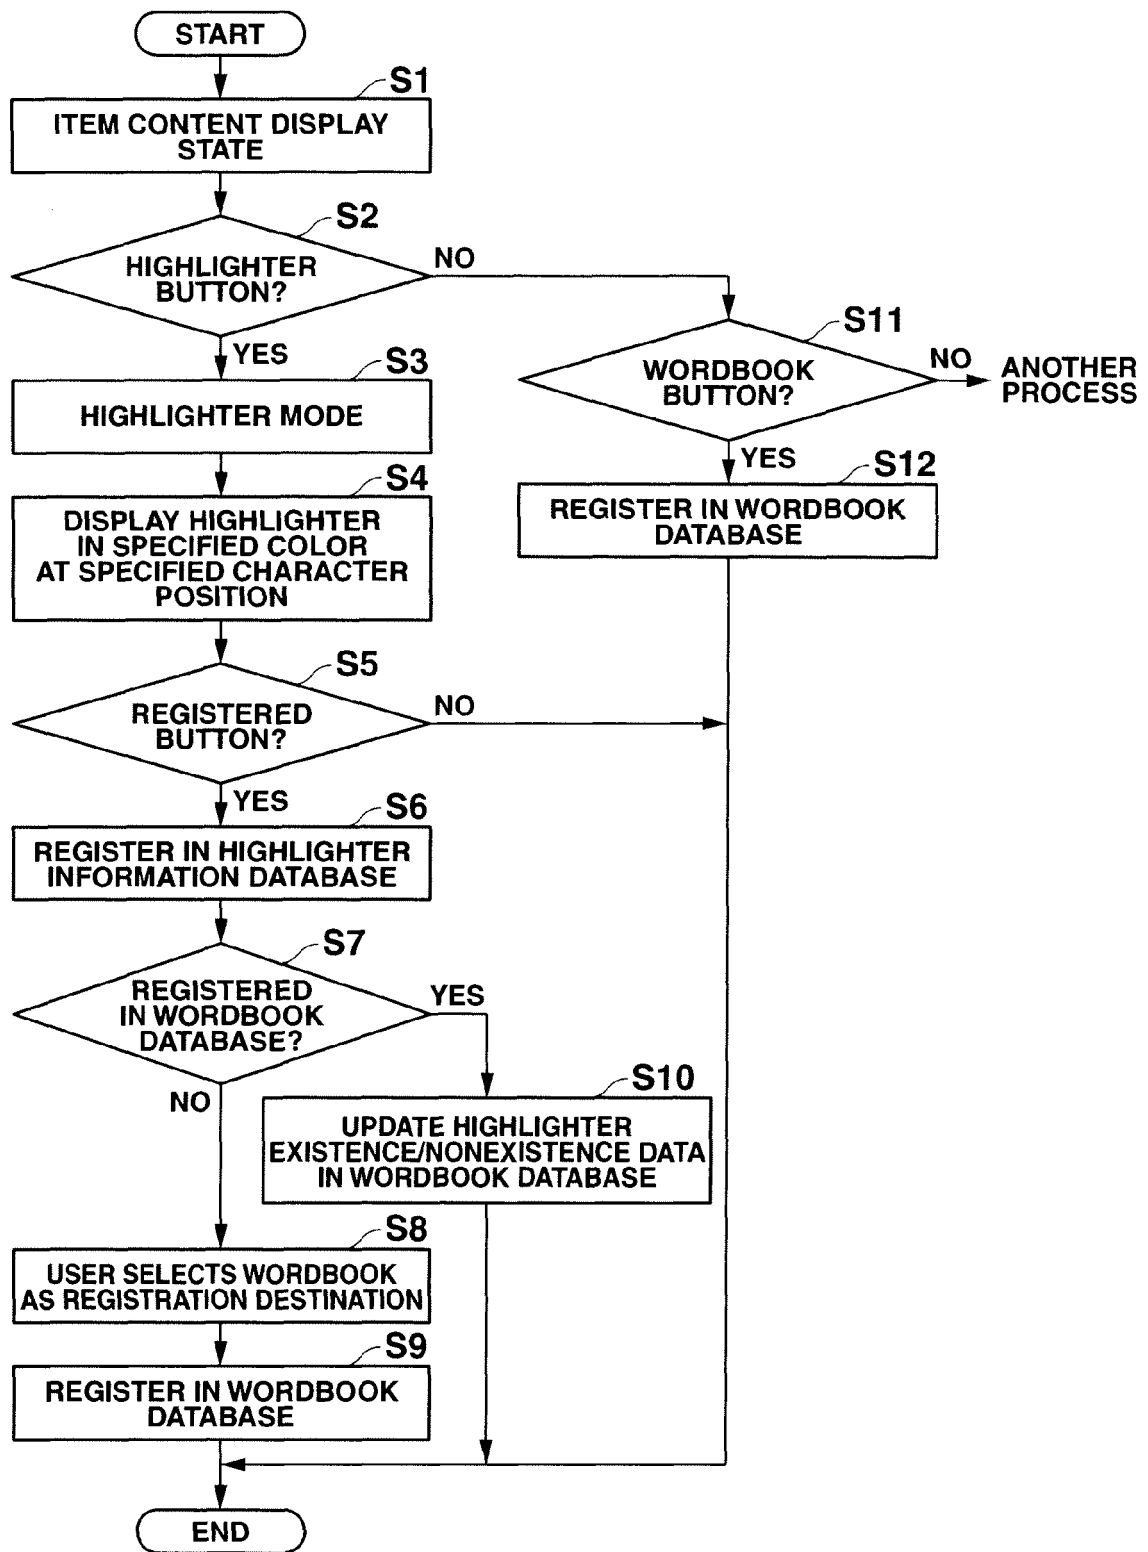 START
S1
ITEM CONTENT DISPLAY
STATE
S2
HIGHLIGHTER
BUTTON?
NO
YES
S11
WORDBOOK
BUTTON?
NO
ANOTHER
PROCESS
YES
S3
HIGHLIGHTER MODE
S12
REGISTER IN WORDBOOK
DATABASE
S4
DISPLAY HIGHLIGHTER
IN SPECIFIED COLOR
AT SPECIFIED CHARACTER
POSITION
S5
REGISTERED
BUTTON?
NO
YES
S6
REGISTER IN HIGHLIGHTER
INFORMATION DATABASE
S7
REGISTERED
IN WORDBOOK
DATABASE?
YES
NO
S10
UPDATE HIGHLIGHTER
EXISTENCE/NONEXISTENCE DATA
IN WORDBOOK DATABASE
S8
USER SELECTS WORDBOOK
AS REGISTRATION DESTINATION
S9
REGISTER IN WORDBOOK
DATABASE
END